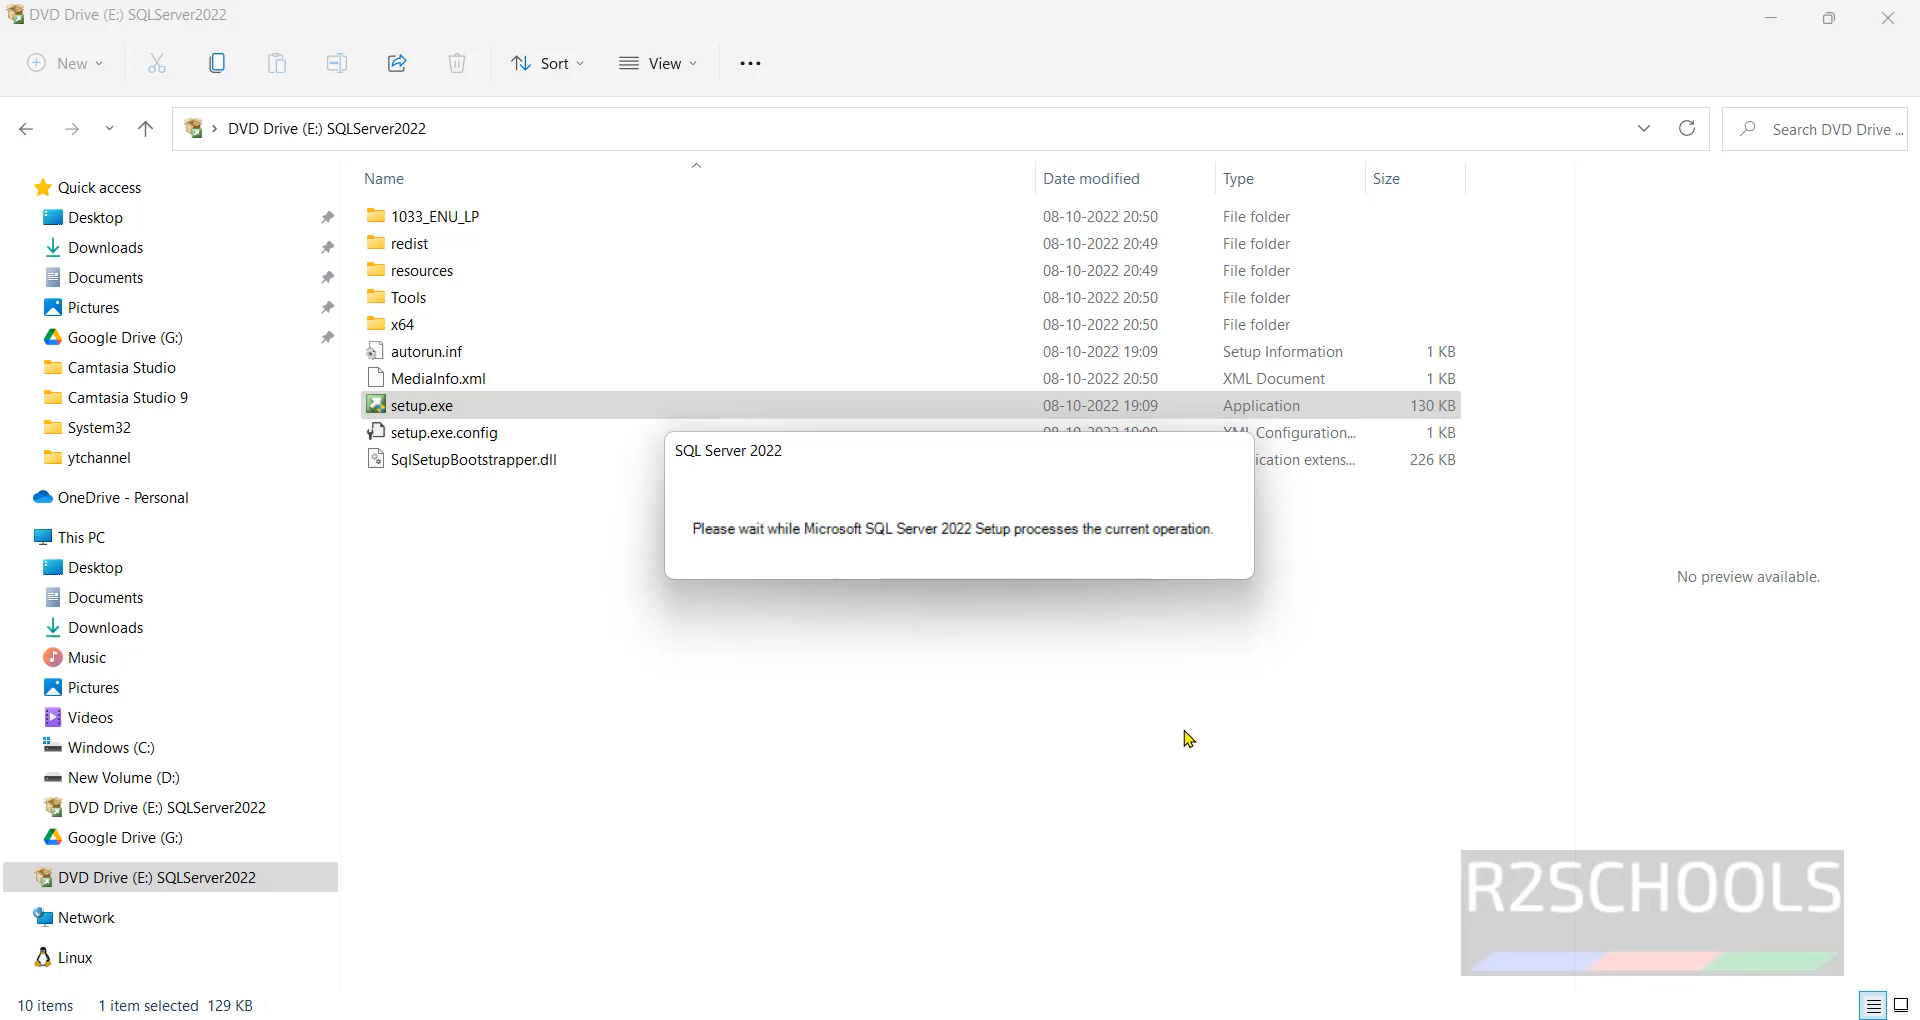 DVD Drive (E:) SQLServer2022
New
Sort
View
DVD Drive (E:) SQLServer2022
Search DVD Drive ...
Name Date modified Type Size
Quick access
Desktop
Downloads
Documents
Pictures
Google Drive (G:)
Camtasia Studio
Camtasia Studio 9
System32
ytchannel
OneDrive - Personal
This PC
Desktop
Documents
Downloads
Music
Pictures
Videos
Windows (C:)
New Volume (D:)
DVD Drive (E:) SQLServer2022
Google Drive (G:)
DVD Drive (E:) SQLServer2022
Network
Linux
1033_ENU_LP 08-10-2022 20:50 File folder
redist 08-10-2022 20:49 File folder
resources 08-10-2022 20:49 File folder
Tools 08-10-2022 20:50 File folder
x64 08-10-2022 20:50 File folder
autorun.inf 08-10-2022 19:09 Setup Information 1 KB
MediaInfo.xml 08-10-2022 20:50 XML Document 1 KB
setup.exe 08-10-2022 19:09 Application 130 KB
setup.exe.config 08-10-2022 19:09 XML Configuration... 1 KB
SqlSetupBootstrapper.dll ication extens... 226 KB
SQL Server 2022
Please wait while Microsoft SQL Server 2022 Setup processes the current operation.
No preview available.
R2SCHOOLS
10 items 1 item selected 129 KB